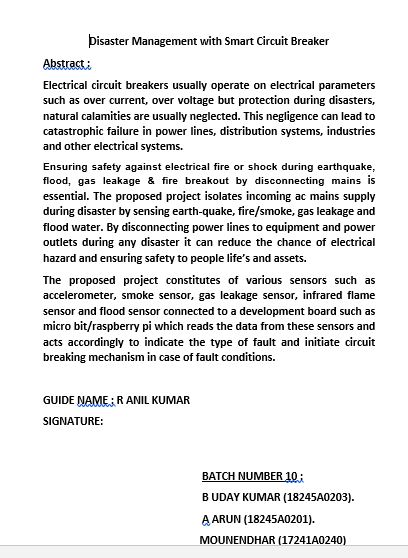 Disaster Management with Smart Circuit Breaker
Abstract :
Electrical circuit breakers usually operate on electrical parameters
such as over current, over voltage but protection during disasters,
natural calamities are usually neglected. This negligence can lead to
catastrophic failure in power lines, distribution systems, industries
and other electrical systems.
Ensuring safety against electrical fire or shock during earthquake,
flood, gas leakage & fire breakout by disconnecting mains is
essential. The proposed project isolates incoming ac mains supply
during disaster by sensing earth-quake, fire/smoke, gas leakage and
flood water. By disconnecting power lines to equipment and power
outlets during any disaster it can reduce the chance of electrical
hazard and ensuring safety to people life’s and assets.
The proposed project constitutes of various sensors such as
accelerometer, smoke sensor, gas leakage sensor, infrared flame
sensor and flood sensor connected to a development board such as
micro bit/raspberry pi which reads the data from these sensors and
acts accordingly to indicate the type of fault and initiate circuit
breaking mechanism in case of fault conditions.
GUIDE NAME : R ANIL KUMAR
SIGNATURE:
BATCH NUMBER 10 :
B UDAY KUMAR (18245A0203).
A ARUN (18245A0201).
MOUNENDHAR (17241A0240)